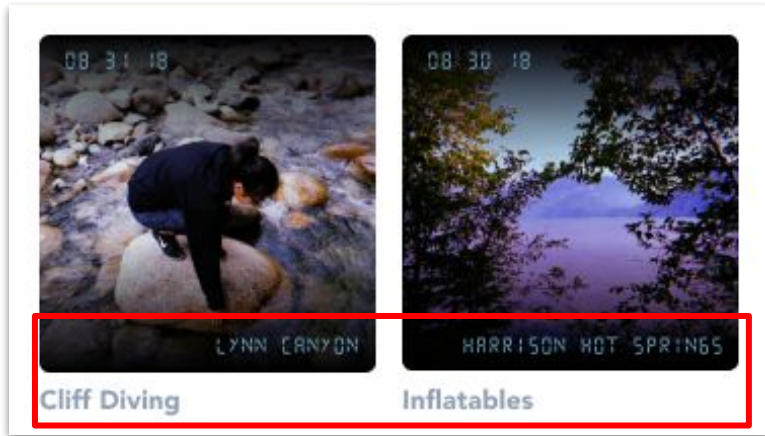 08 31 18
08 30 18
LYNN CANYON
HARRISON HOT SPRINGS
Cliff Diving
Inflatables